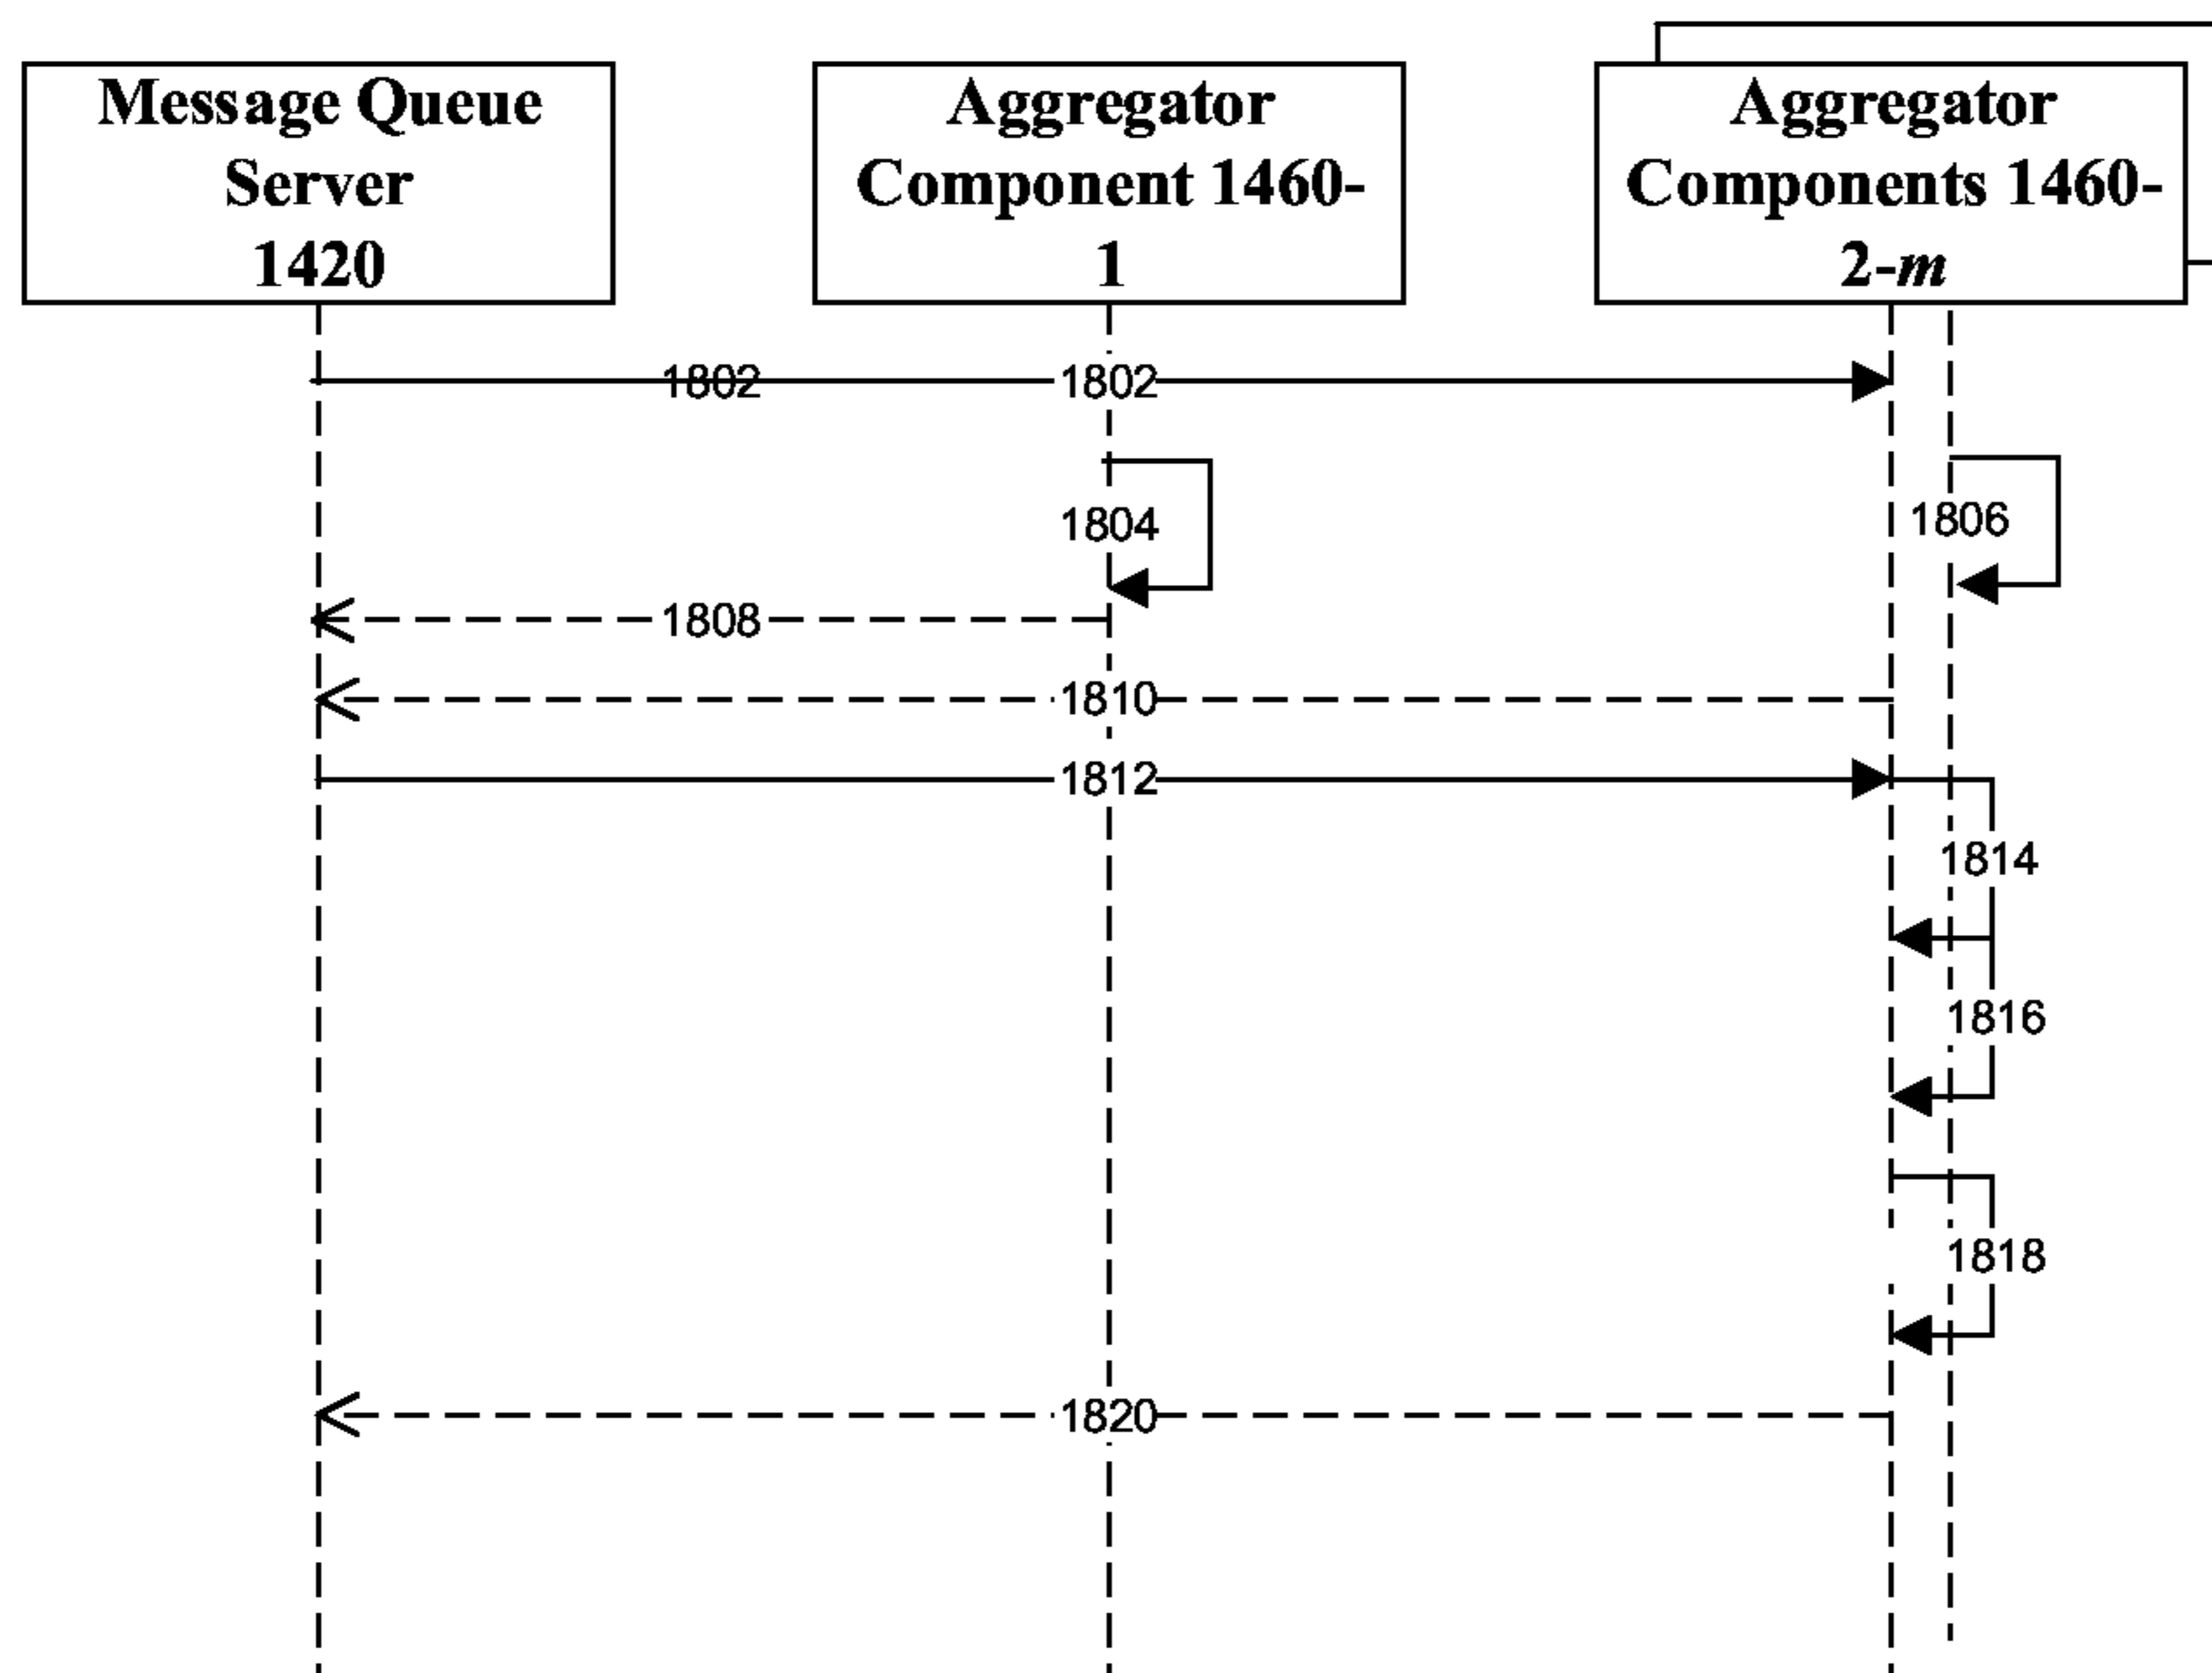 Message Queue
Server
1420
Aggregator
Component 1460-
1
Aggregator
Components 1460-
2-m
1802
1802
1804
1806
1808
1810
1812
1814
1816
1818
1820